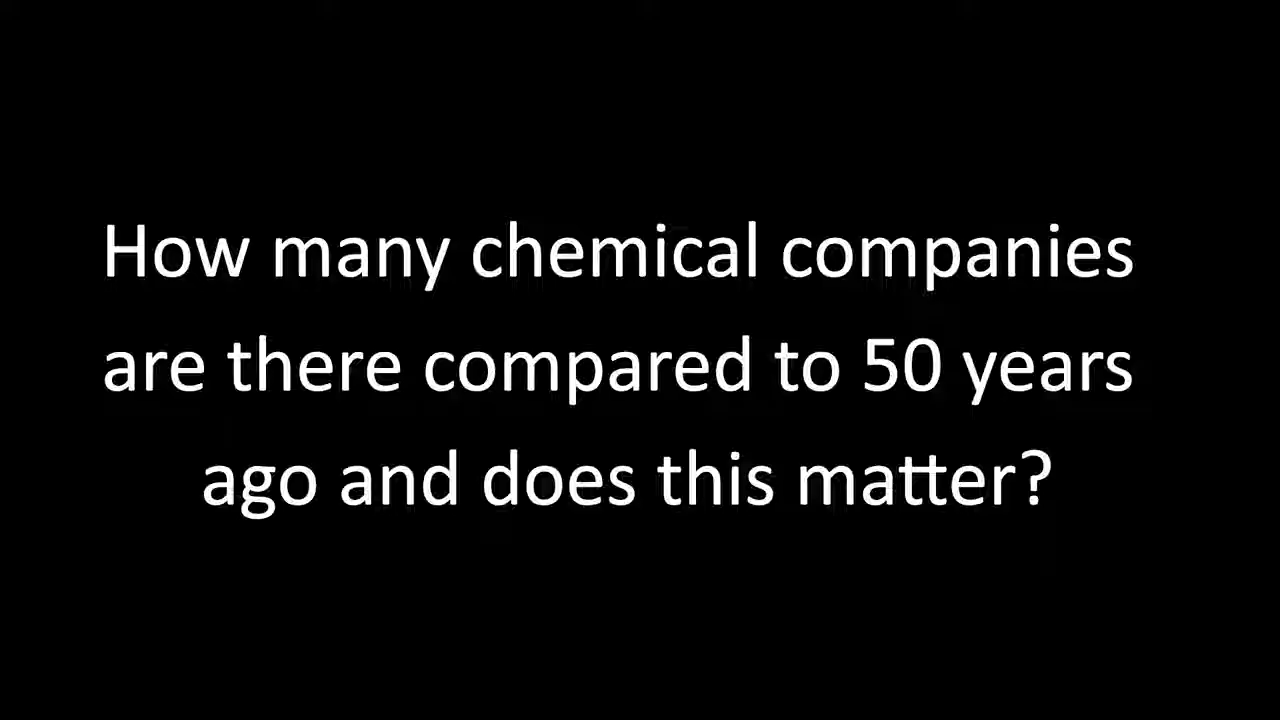 How many chemical companies
are there compared to 50 years
ago and does this matter?